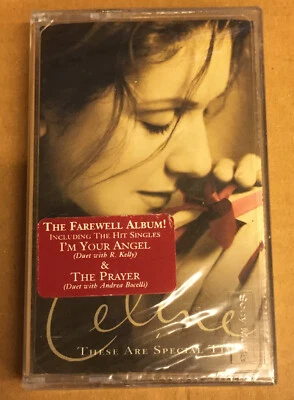 THE FAREWELL ALBUM!
INCLUDING THE HIT SINGLES
I'M YOUR ANGEL
(Duet with R. Kelly)
&
THE PRAYER
(Duet with Andrea Bocelli)
Celine
THESE ARE SPECIAL